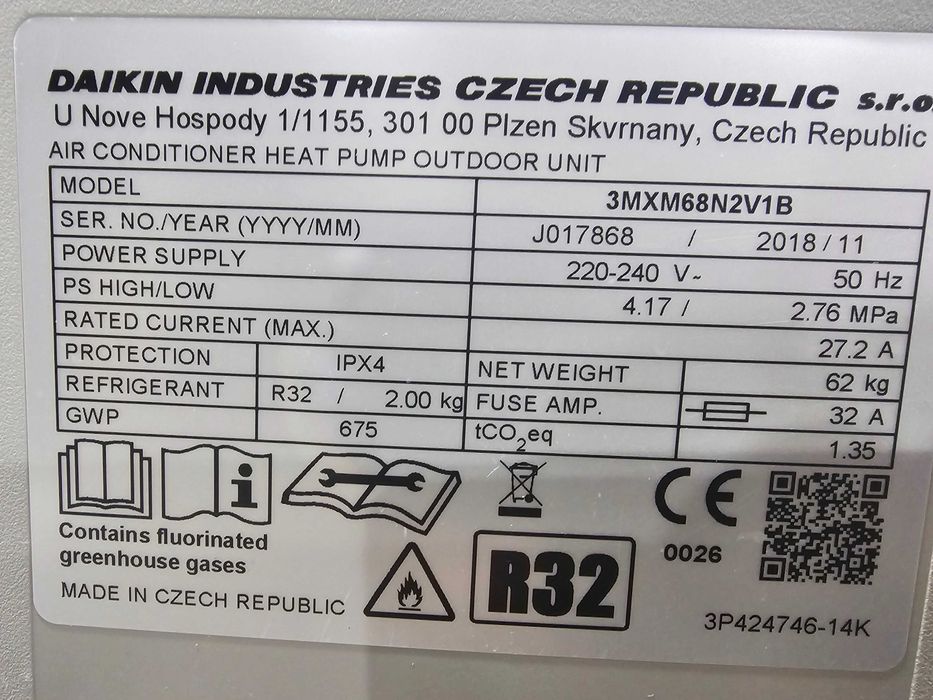 DAIKIN INDUSTRIES CZECH REPUBLIC s.r.o.
U Nove Hospody 1/1155, 301 00 Plzen Skvrnany, Czech Republic
AIR CONDITIONER HEAT PUMP OUTDOOR UNIT
MODEL 3MXM68N2V1B
SER. NO./YEAR (YYYY/MM) J017868 / 2018/11
POWER SUPPLY 220-240 V~ 50 Hz
PS HIGH/LOW 4.17 / 2.76 MPa
RATED CURRENT (MAX.) 27.2 A
PROTECTION IPX4 NET WEIGHT 62 kg
REFRIGERANT R32 / 2.00 kg FUSE AMP. 32 A
GWP 675 tCO2eq 1.35
Contains fluorinated
greenhouse gases
MADE IN CZECH REPUBLIC
R32
CE
0026
3P424746-14K